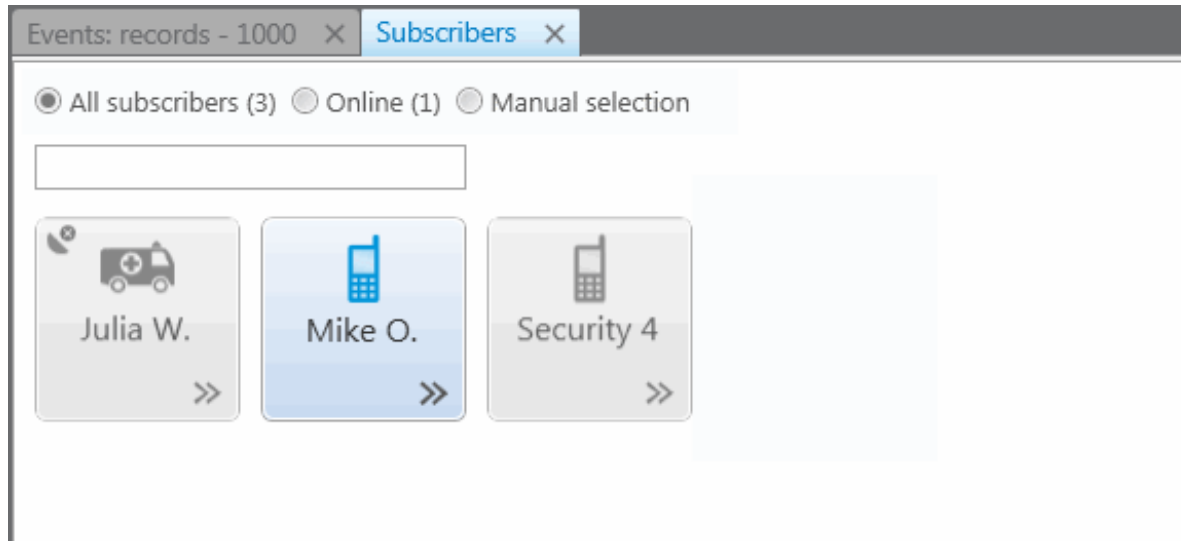 Events: records - 1000 Subscribers
All subscribers (3) Online (1) Manual selection
Julia W. Mike O. Security 4